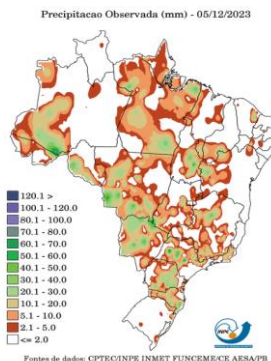 Precipitacao Observada (mm) - 05/12/2023
120.1 >
100.1 - 120.0
80.1 - 100.0
70.1 - 80.0
60.1 - 70.0
50.1 - 60.0
40.1 - 50.0
30.1 - 40.0
20.1 - 30.0
10.1 - 20.0
5.1 - 10.0
2.1 - 5.0
<= 2.0
Fontes de dados: CPTEC/INPE INMET FUNCEME/CE AESA/PB